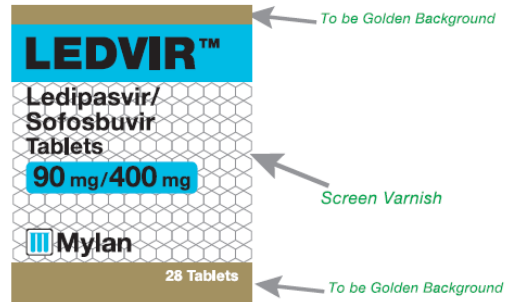 To be Golden Background
LEDVIR™
Ledipasvir/
Sofosbuvir
Tablets
90 mg/400 mg
Screen Varnish
Mylan
28 Tablets
To be Golden Background